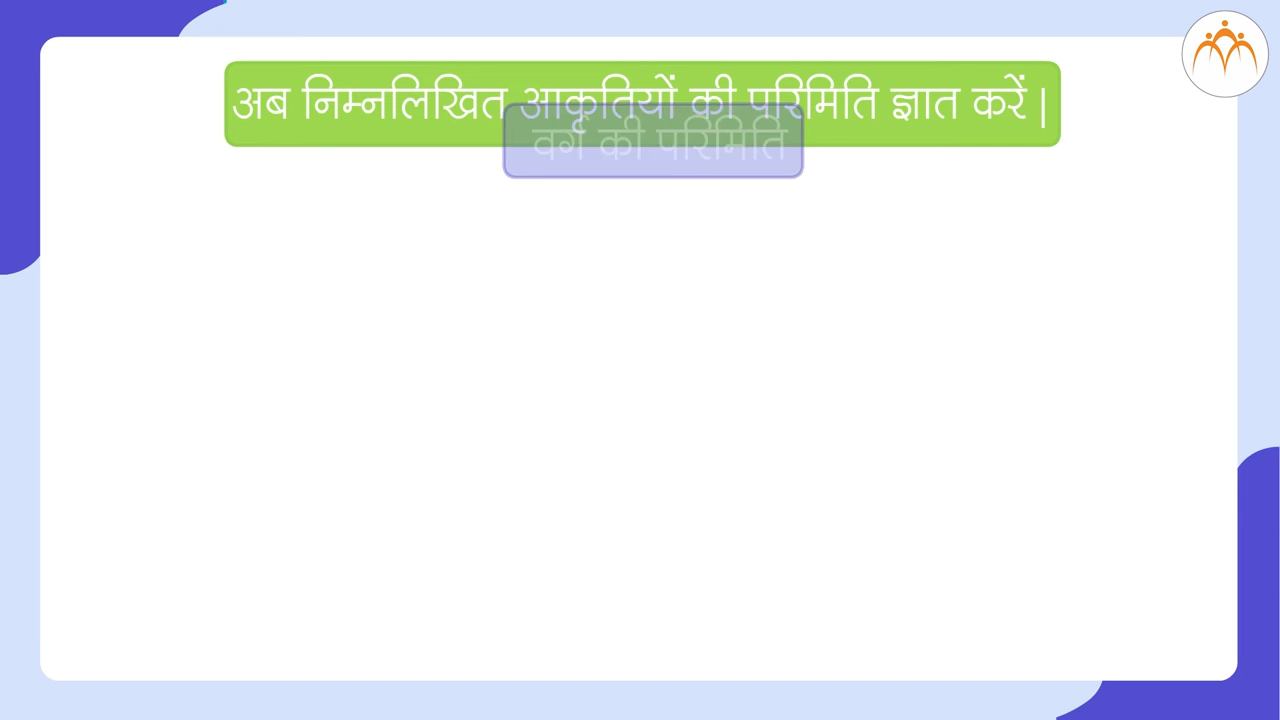 अब निम्नलिखित आकृतियों की परिमिति ज्ञात करें |
वर्ग की परिमिति